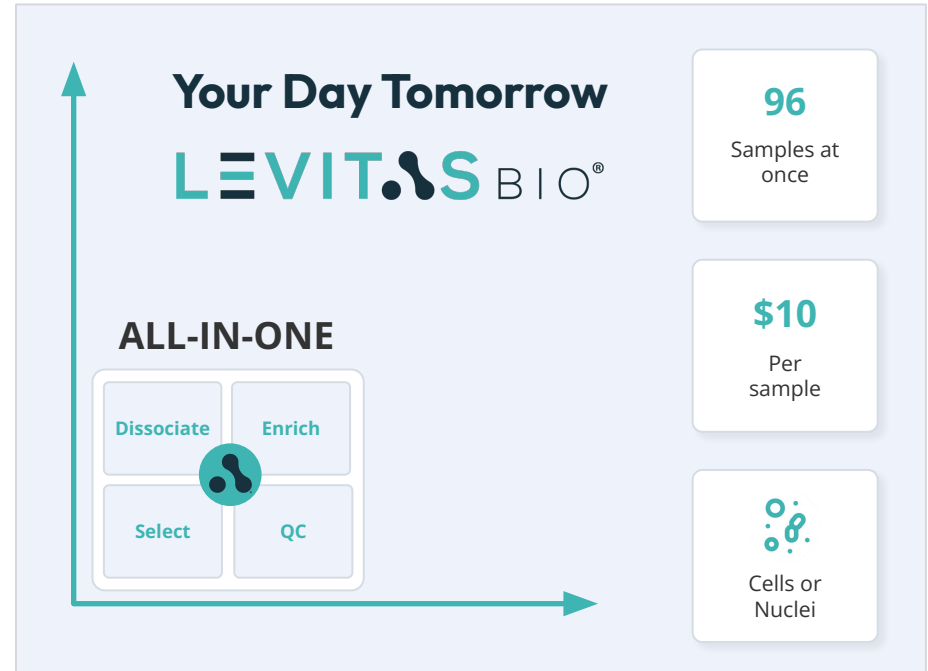 Your Day Tomorrow
LEVITAS BIO®
ALL-IN-ONE
Dissociate
Enrich
Select
QC
96
Samples at
once
$10
Per
sample
Cells or
Nuclei